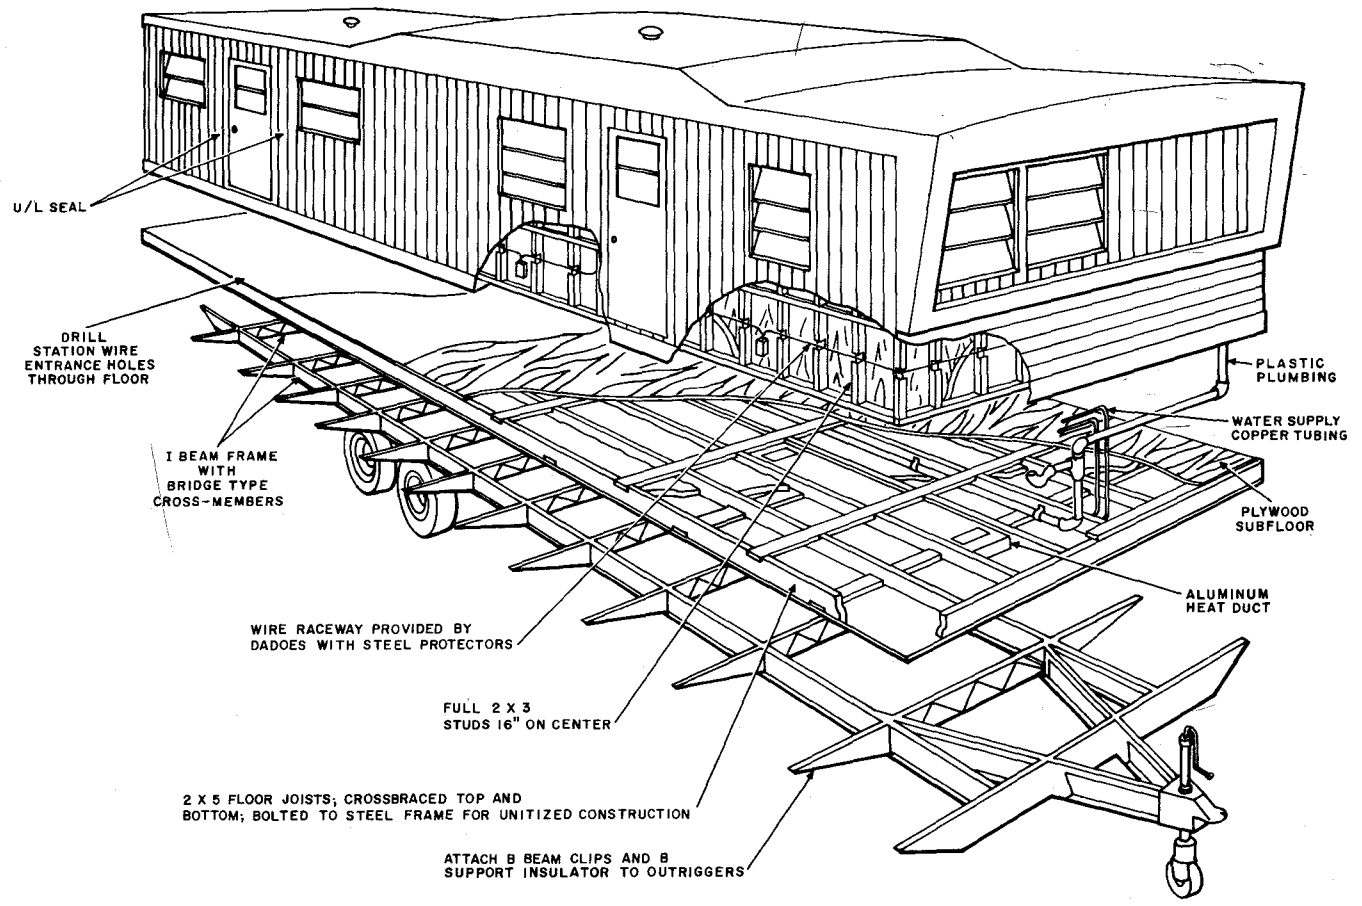 U/L SEAL
DRILL
STATION WIRE
ENTRANCE HOLES
THROUGH FLOOR
I BEAM FRAME
WITH
BRIDGE TYPE
CROSS-MEMBERS
PLASTIC
PLUMBING
WATER SUPPLY
COPPER TUBING
PLYWOOD
SUBFLOOR
ALUMINUM
HEAT DUCT
WIRE RACEWAY PROVIDED BY
DADOES WITH STEEL PROTECTORS
FULL 2 X 3
STUDS 16" ON CENTER
2 X 5 FLOOR JOISTS; CROSSBRACED TOP AND
BOTTOM; BOLTED TO STEEL FRAME FOR UNITIZED CONSTRUCTION
ATTACH B BEAM CLIPS AND B
SUPPORT INSULATOR TO OUTRIGGERS